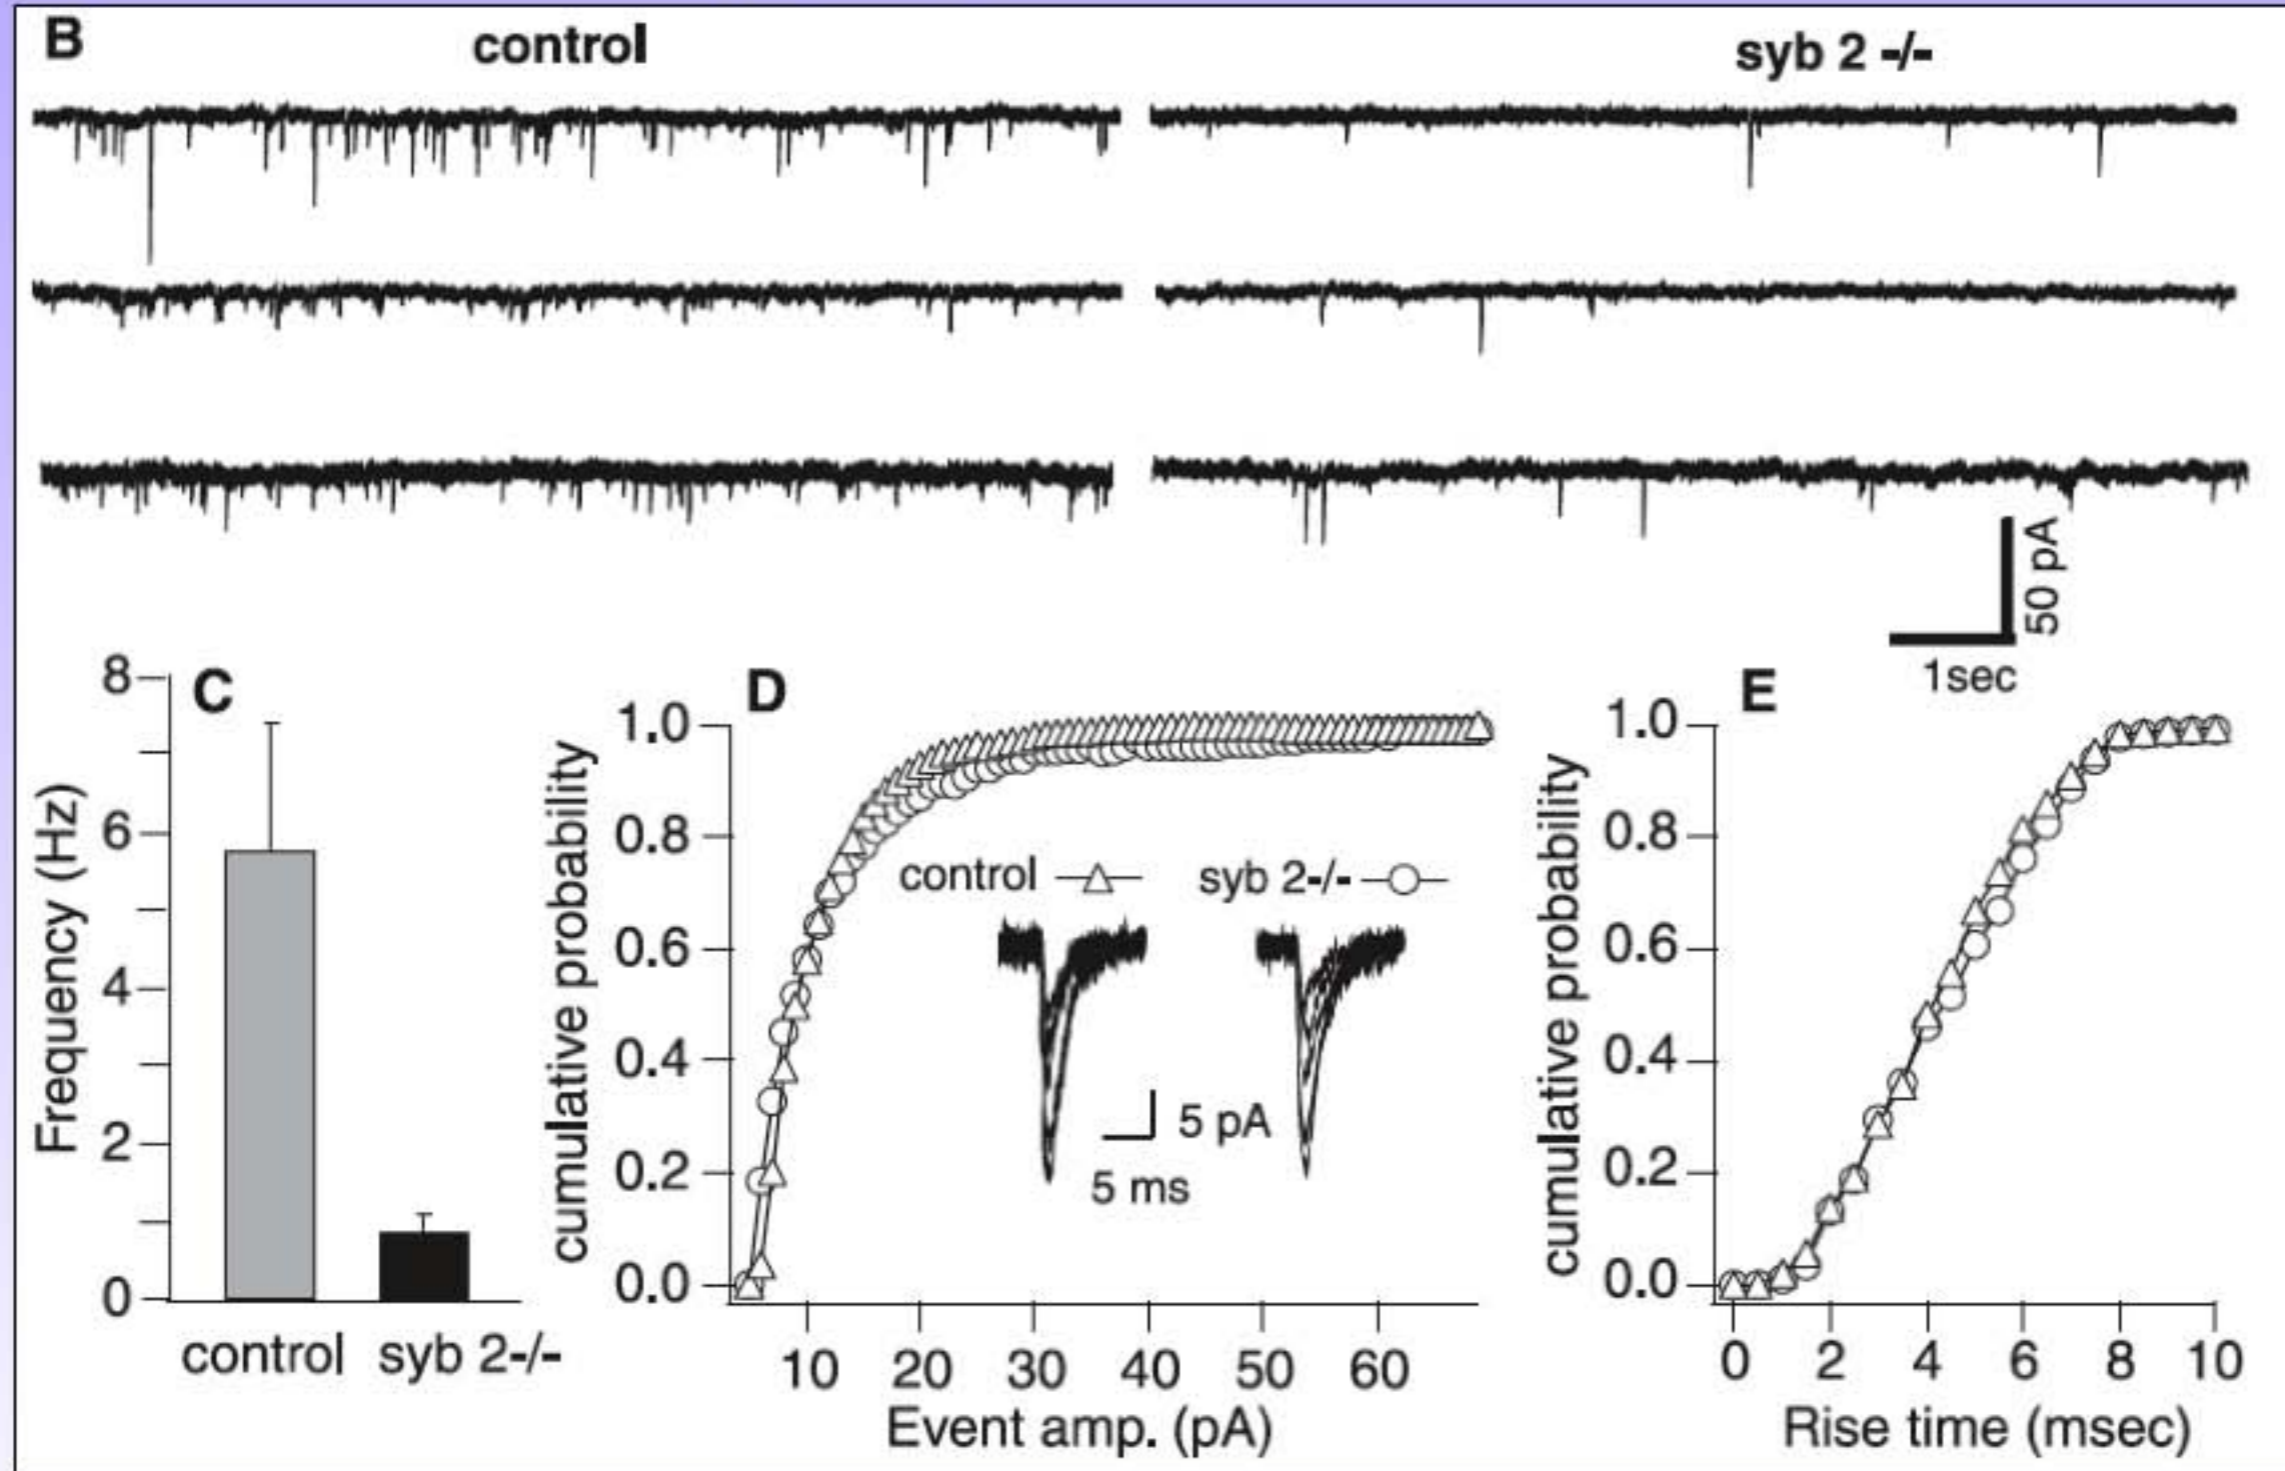 B
control
syb 2 -/-
50 pA
1sec
C
Frequency (Hz)
8
6
4
2
0
control syb 2-/-
D
cumulative probability
1.0
0.8
0.6
0.4
0.2
0.0
control
syb 2-/-
5 pA
5 ms
10 20 30 40 50 60
Event amp. (pA)
E
cumulative probability
1.0
0.8
0.6
0.4
0.2
0.0
0 2 4 6 8 10
Rise time (msec)